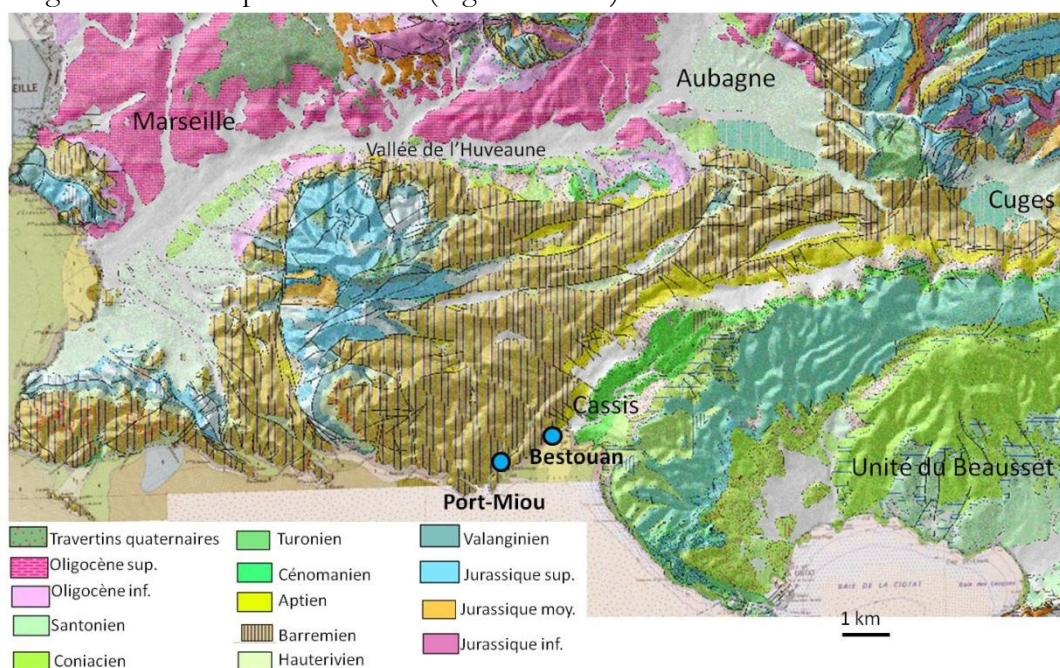 Marseille
Aubagne
Vallée de l'Huveaune
Cuges
Cassis
Bestouan
Port-Miou
Unité du Beausset
BAIE DE LA CIOTAT
1 km
Travertins quaternaires
Oligocène sup.
Oligocène inf.
Santonien
Coniacien
Turonien
Cénomanien
Aptien
Barremien
Hauterivien
Valanginien
Jurassique sup.
Jurassique moy.
Jurassique inf.